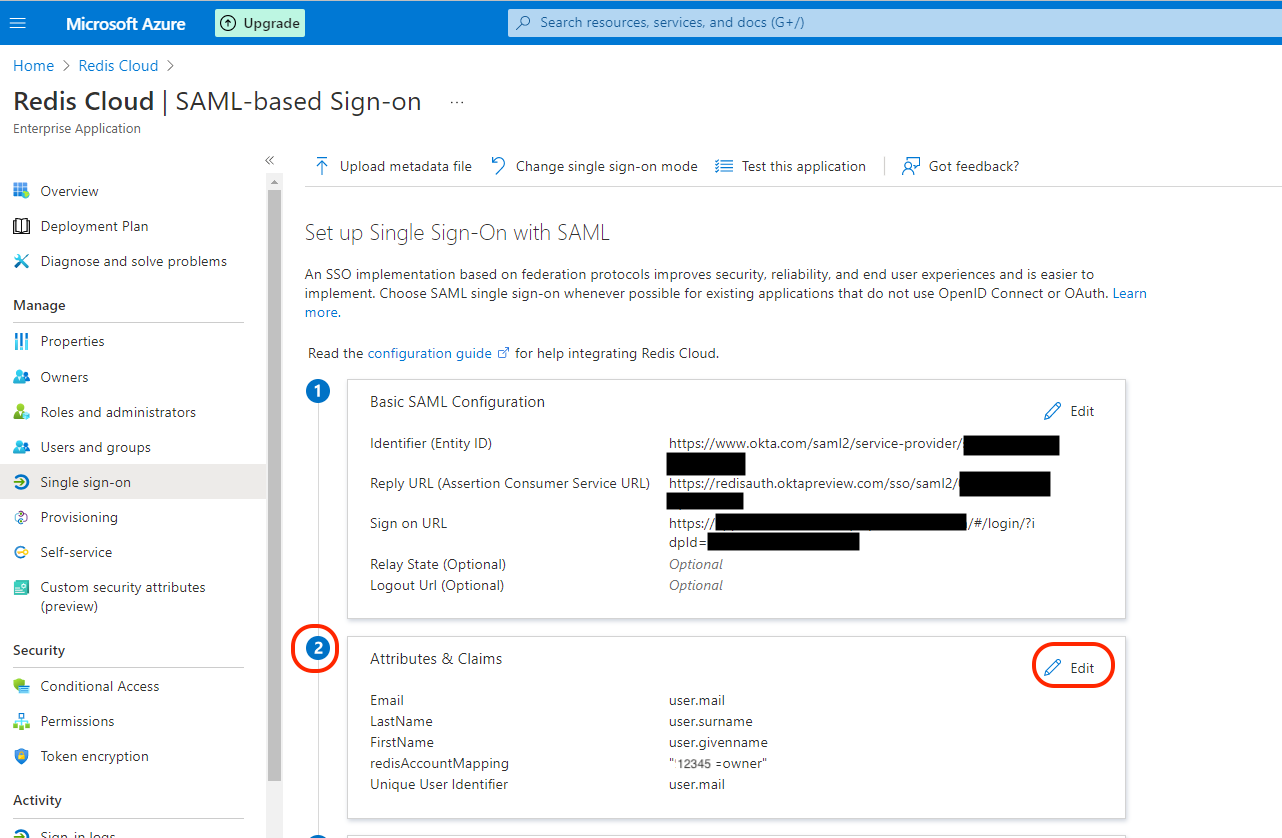 Microsoft Azure
Upgrade
Search resources, services, and docs (G+/)
Home > Redis Cloud >
Redis Cloud | SAML-based Sign-on ...
Enterprise Application
«
Overview
Deployment Plan
Diagnose and solve problems
Manage
Properties
Owners
Roles and administrators
Users and groups
Single sign-on
Provisioning
Self-service
Custom security attributes
(preview)
Security
Conditional Access
Permissions
Token encryption
Activity
Sign-in logs
Upload metadata file
Change single sign-on mode
Test this application
Got feedback?
Set up Single Sign-On with SAML
An SSO implementation based on federation protocols improves security, reliability, and end user experiences and is easier to
implement. Choose SAML single sign-on whenever possible for existing applications that do not use OpenID Connect or OAuth. Learn
more.
Read the configuration guide for help integrating Redis Cloud.
1
Basic SAML Configuration
Edit
Identifier (Entity ID) https://www.okta.com/saml2/service-provider/
Reply URL (Assertion Consumer Service URL) https://redisauth.oktapreview.com/sso/saml2/
Sign on URL https:// /#/login/?i
dpId=
Relay State (Optional) Optional
Logout Url (Optional) Optional
2
Attributes & Claims
Edit
Email user.mail
LastName user.surname
FirstName user.givenname
redisAccountMapping "12345 =owner"
Unique User Identifier user.mail